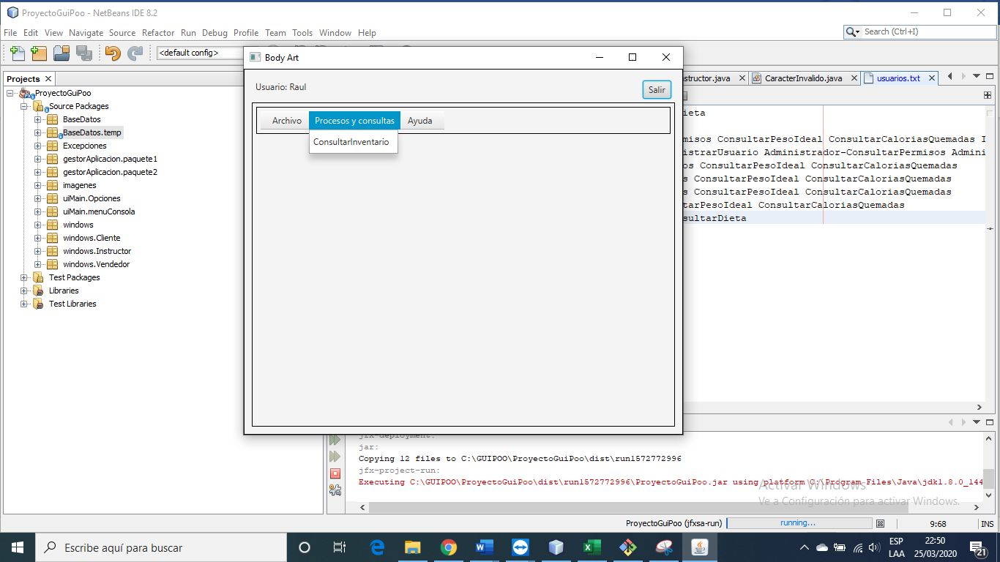 ProyectoGuiPoo - NetBeans IDE 8.2
File Edit View Navigate Source Refactor Run Debug Profile Team Tools Window Help
Search (Ctrl+I)
<default config>
Projects
ProyectoGuiPoo
Source Packages
BaseDatos
BaseDatos.temp
Excepciones
gestorAplicacion.paquete1
gestorAplicacion.paquete2
imagenes
uiMain.Opciones
uiMain.menuConsola
windows
windows.Cliente
windows.Instructor
windows.Vendedor
Test Packages
Libraries
Test Libraries
Body Art
Usuario: Raul
Salir
Archivo Procesos y consultas Ayuda
ConsultarInventario
structor.java CaracterInvalido.java usuarios.txt
ieta
misos ConsultarPesoIdeal ConsultarCaloriasQuemadas I
istrarUsuario Administrador-ConsultarPermisos Admini
os ConsultarPesoIdeal ConsultarCaloriasQuemadas
s ConsultarPesoIdeal ConsultarCaloriasQuemadas
s ConsultarPesoIdeal ConsultarCaloriasQuemadas
tarPesoIdeal ConsultarCaloriasQuemadas
sultarDieta
jfx-deployment:
jar:
Copying 12 files to C:\GUIPOO\ProyectoGuiPoo\dist\run1572772996
jfx-project-run:
Executing C:\GUIPOO\ProyectoGuiPoo\dist\run1572772996\ProyectoGuiPoo.jar using platform C:\Program Files\Java\jdk1.8.0_144
Activar Windows
Ve a Configuración para activar Windows.
ProyectoGuiPoo (jfxsa-run) running... 9:68 INS
Escribe aquí para buscar
ESP
LAA
22:50
25/03/2020
21